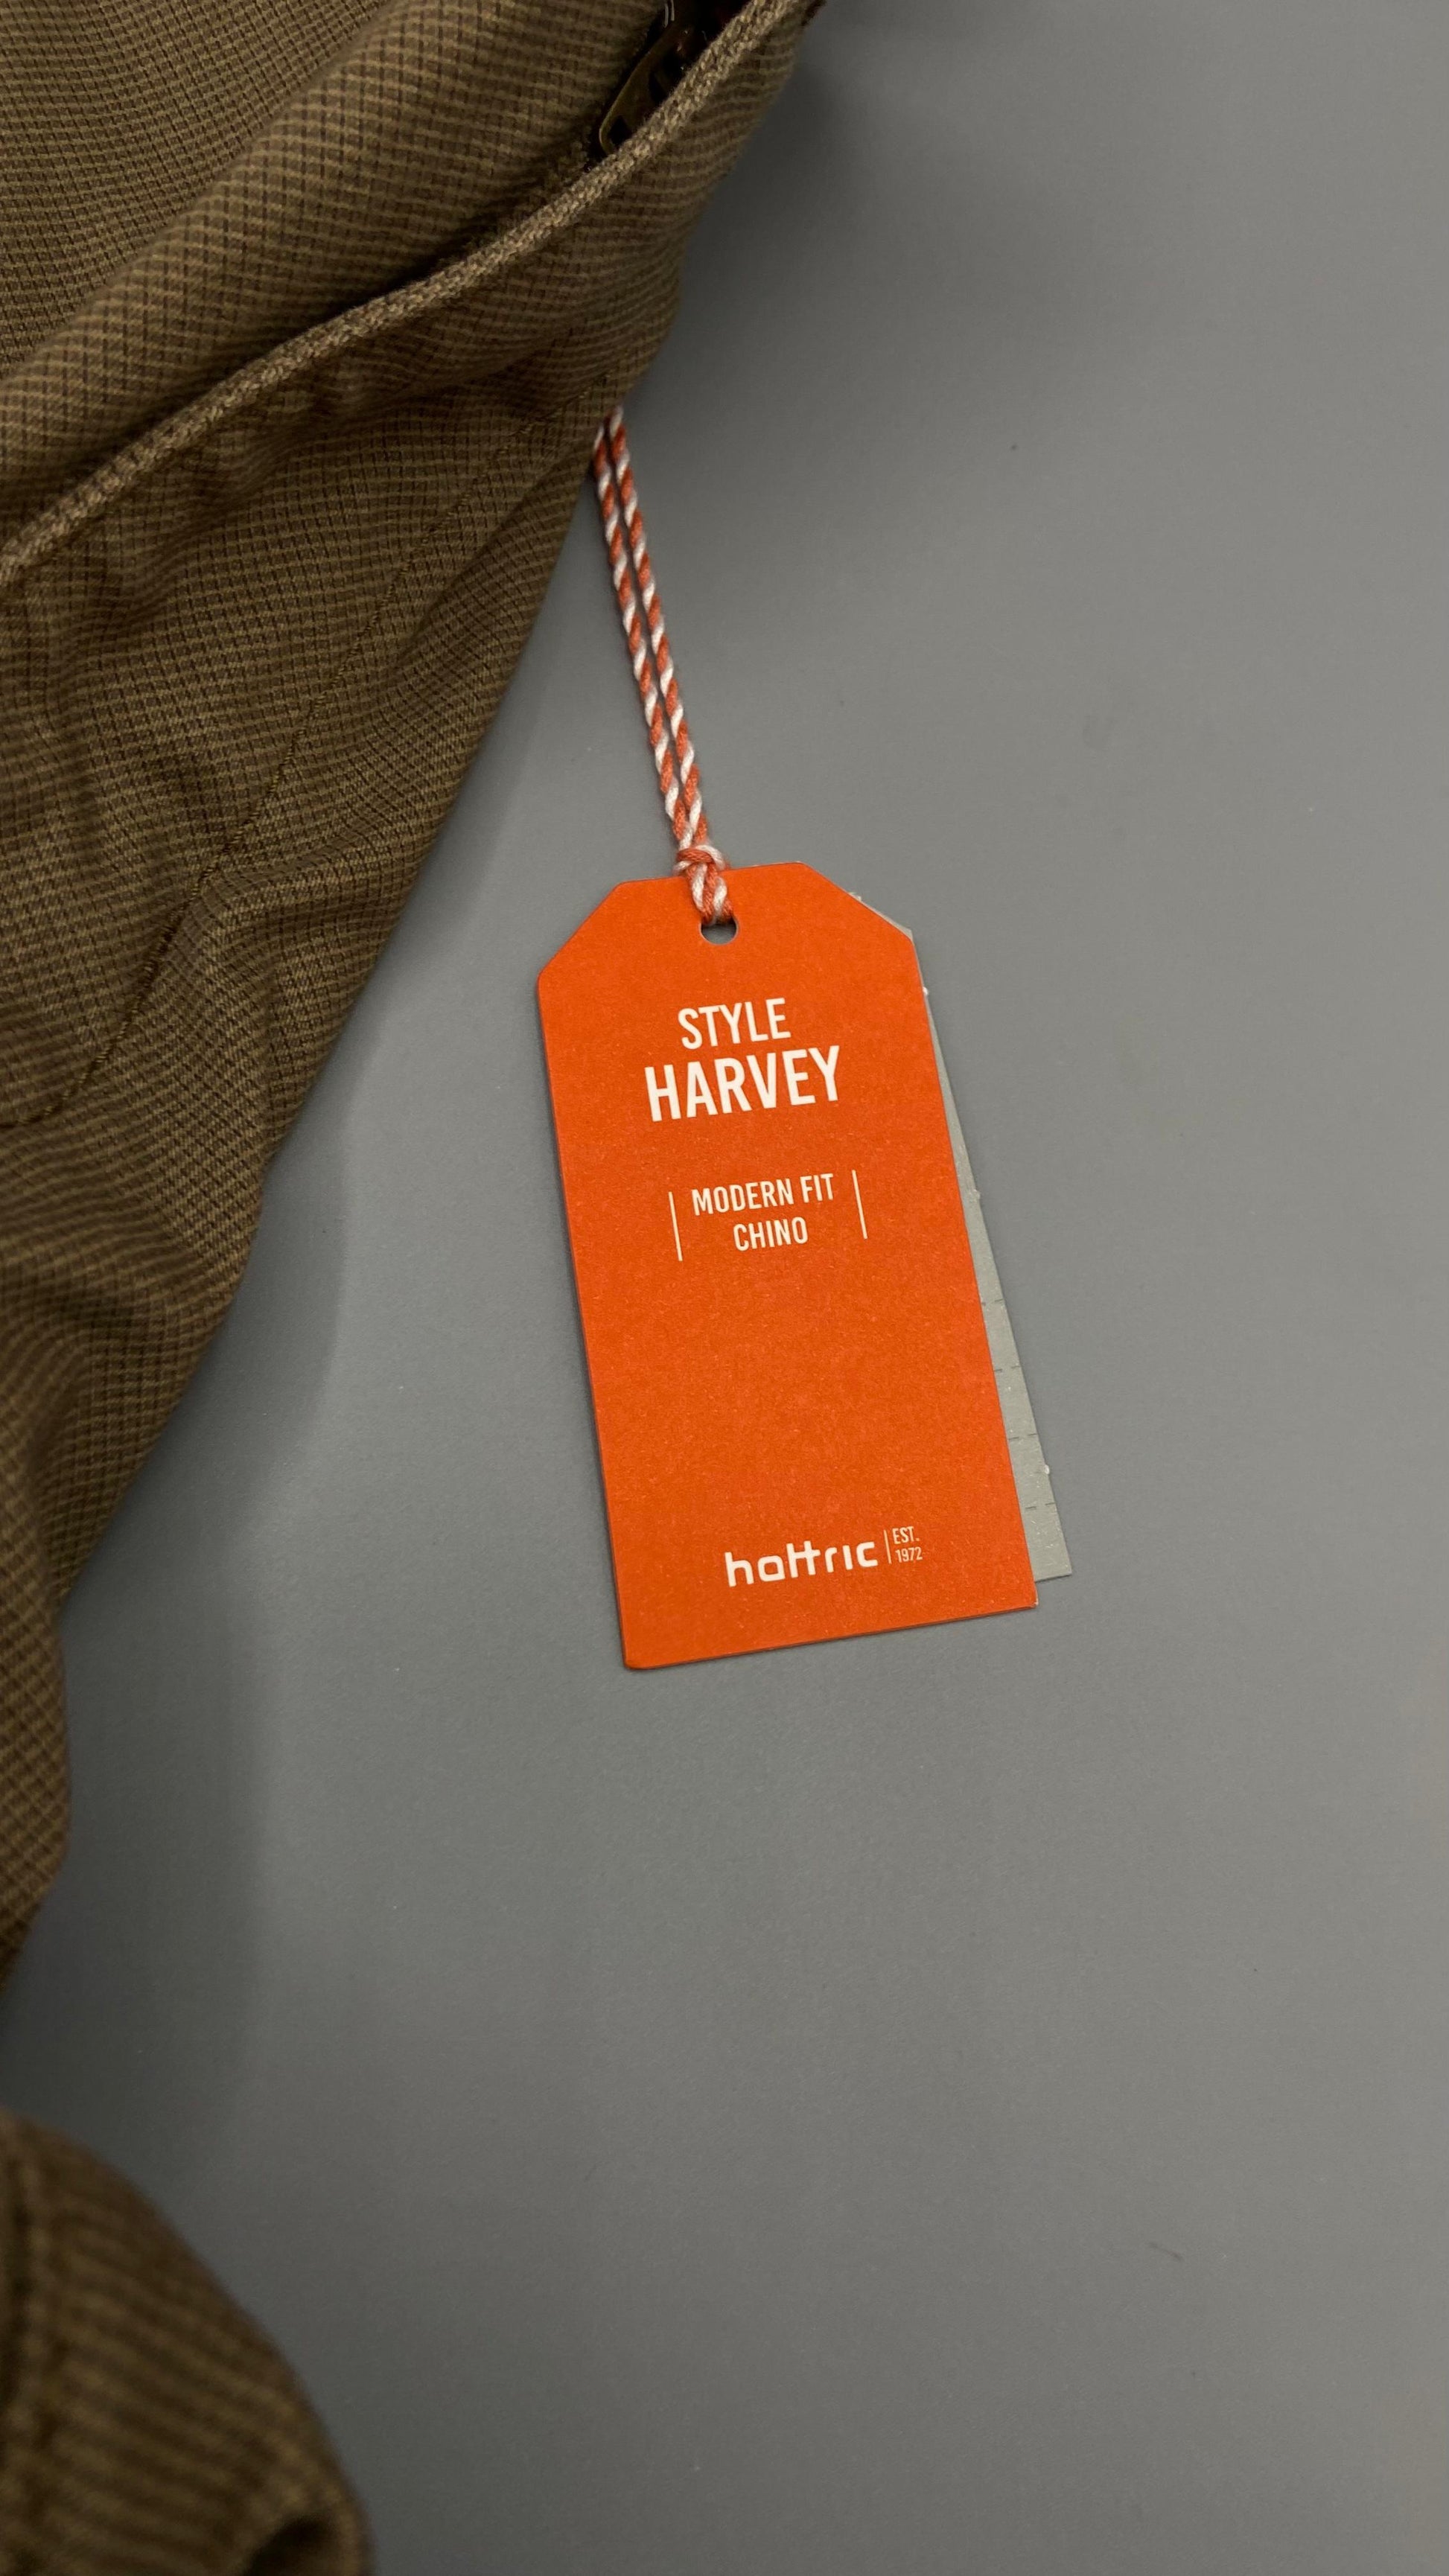 STYLE
HARVEY
MODERN FIT
CHINO
hattric EST.
1972